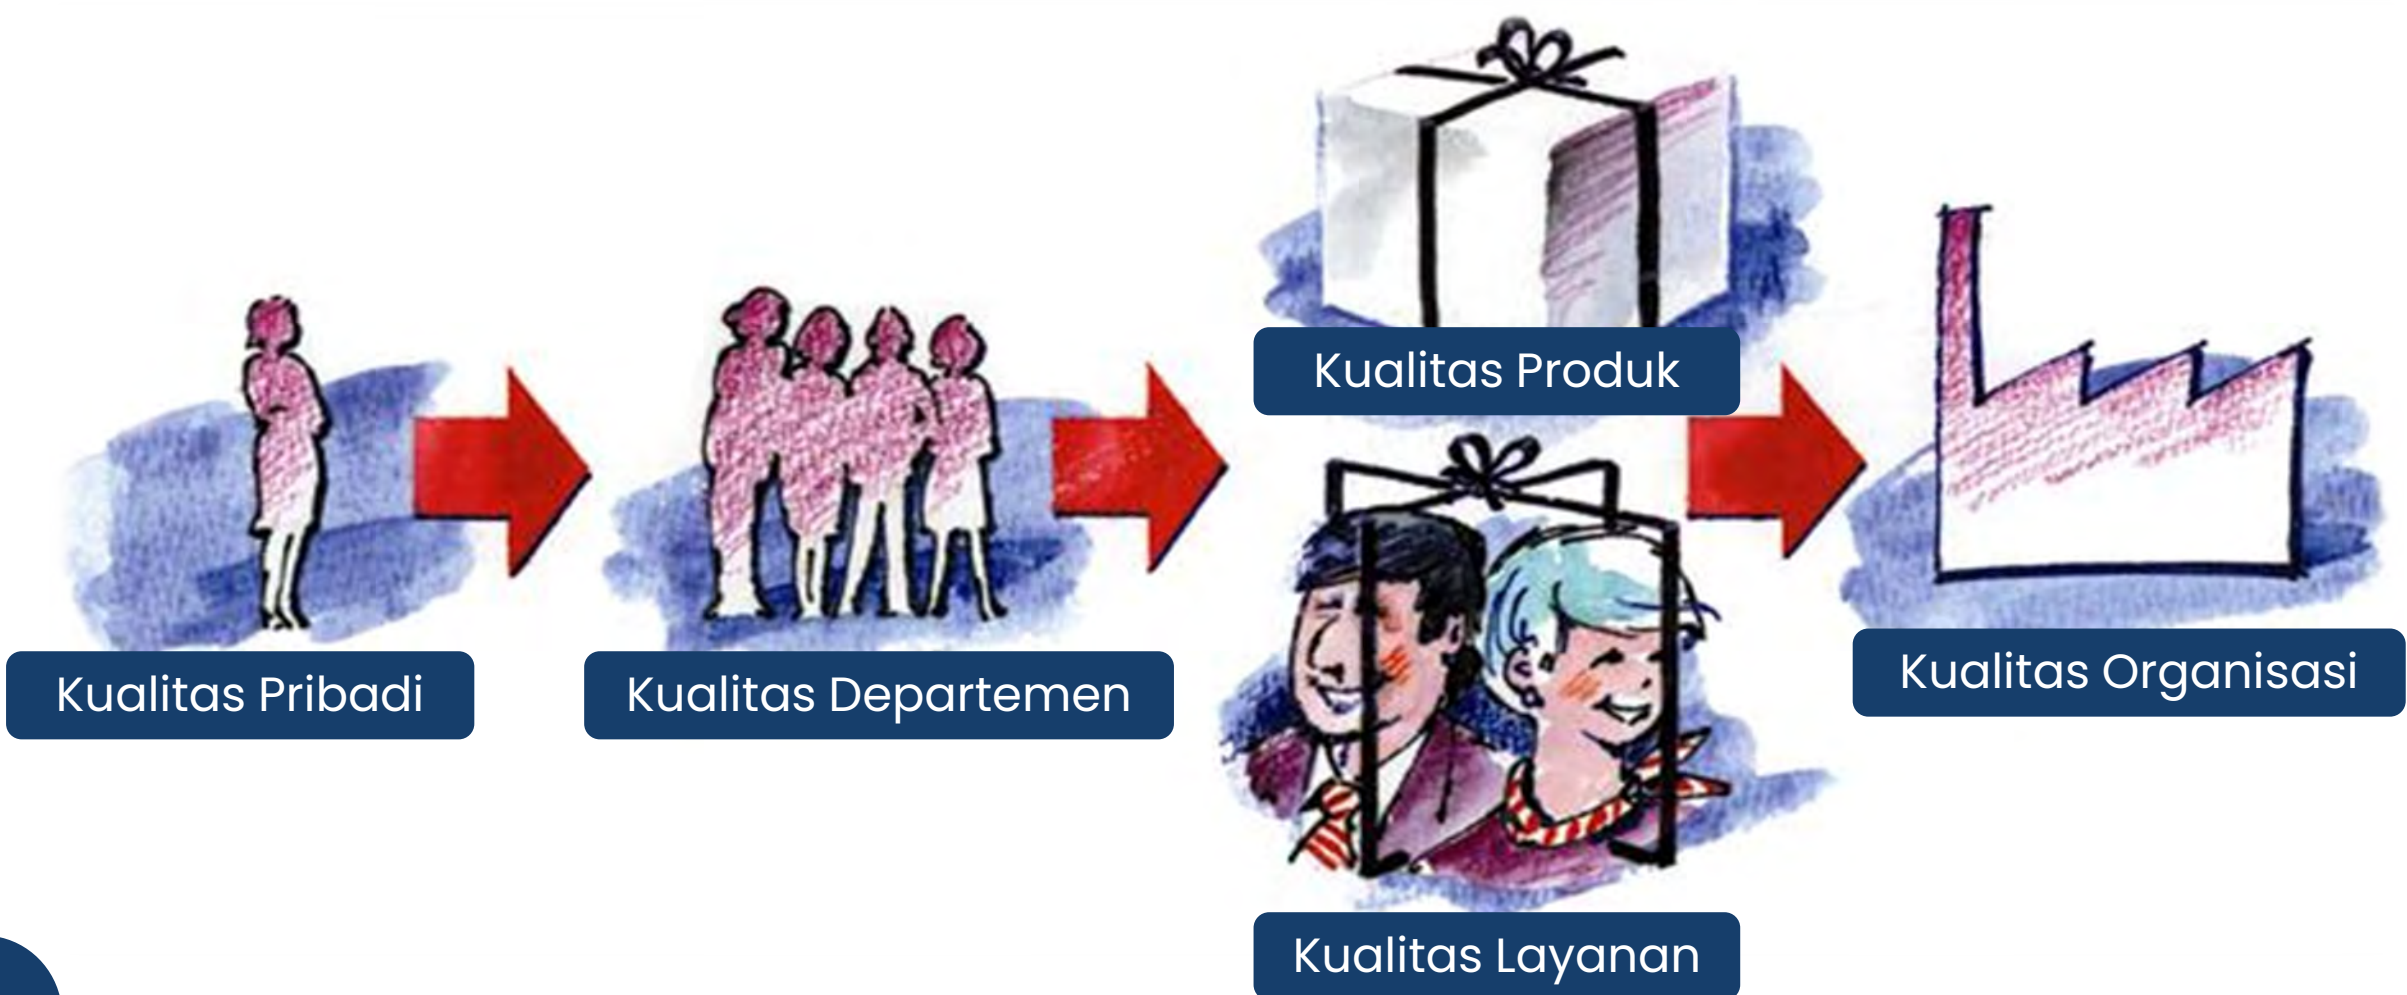 Kualitas Pribadi
Kualitas Departemen
Kualitas Produk
Kualitas Layanan
Kualitas Organisasi